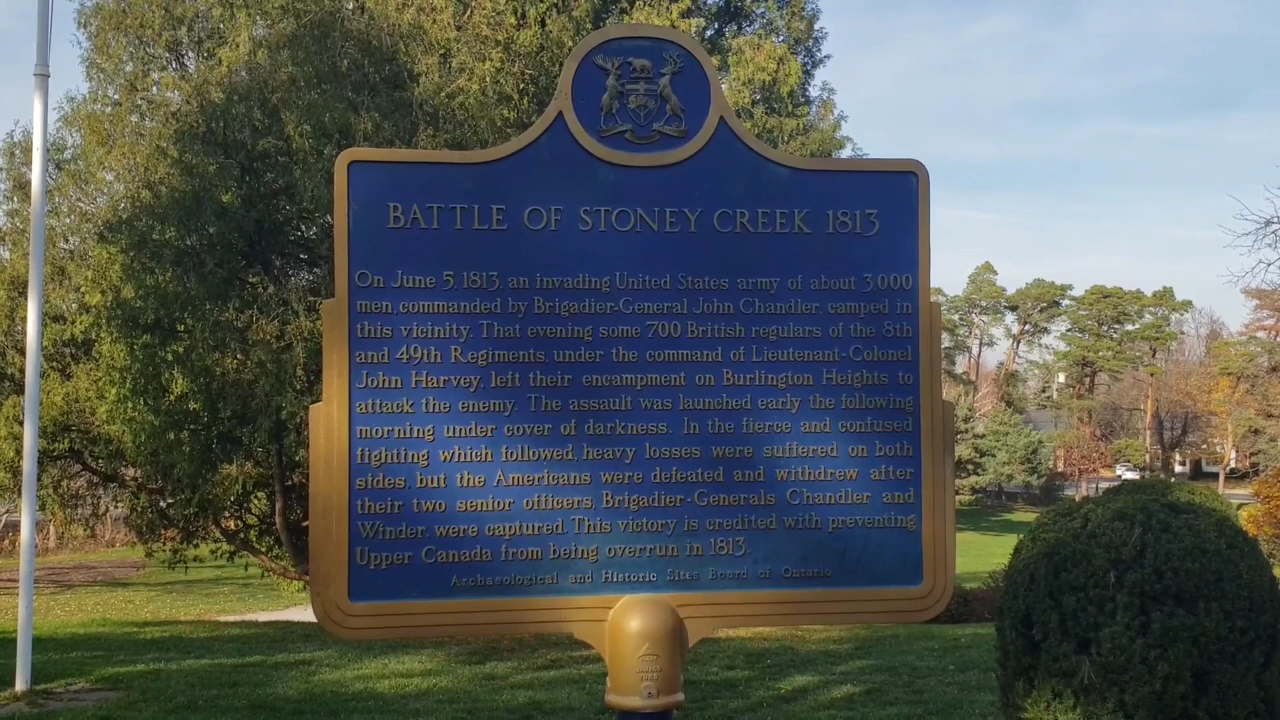 BATTLE OF STONEY CREEK 1813
On June 5, 1813, an invading United States army of about 3,000
men, commanded by Brigadier-General John Chandler, camped in
this vicinity. That evening some 700 British regulars of the 8th
and 49th Regiments, under the command of Lieutenant-Colonel
John Harvey, left their encampment on Burlington Heights to
attack the enemy. The assault was launched early the following
morning under cover of darkness. In the fierce and confused
fighting which followed, heavy losses were suffered on both
sides, but the Americans were defeated and withdrew after
their two senior officers, Brigadier-Generals Chandler and
Winder, were captured. This victory is credited with preventing
Upper Canada from being overrun in 1813.
Archaeological and Historic Sites Board of Ontario